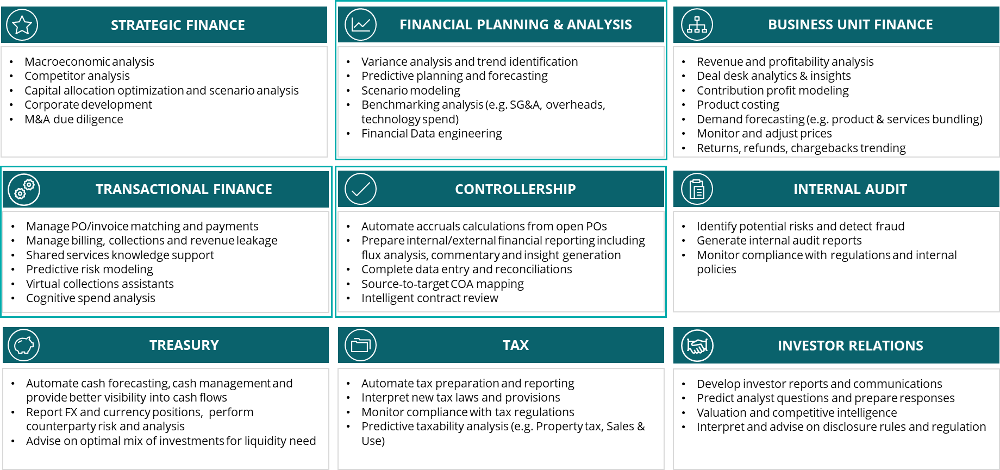 STRATEGIC FINANCE
• Macroeconomic analysis
• Competitor analysis
• Capital allocation optimization and scenario analysis
• Corporate development
• M&A due diligence
FINANCIAL PLANNING & ANALYSIS
• Variance analysis and trend identification
• Predictive planning and forecasting
• Scenario modeling
• Benchmarking analysis (e.g. SG&A, overheads,
technology spend)
• Financial Data engineering
BUSINESS UNIT FINANCE
• Revenue and profitability analysis
• Deal desk analytics & insights
• Contribution profit modeling
• Product costing
• Demand forecasting (e.g. product & services bundling)
• Monitor and adjust prices
• Returns, refunds, chargebacks trending
TRANSACTIONAL FINANCE
• Manage PO/invoice matching and payments
• Manage billing, collections and revenue leakage
• Shared services knowledge support
• Predictive risk modeling
• Virtual collections assistants
• Cognitive spend analysis
CONTROLLERSHIP
• Automate accruals calculations from open POs
• Prepare internal/external financial reporting including
flux analysis, commentary and insight generation
• Complete data entry and reconciliations
• Source-to-target COA mapping
• Intelligent contract review
INTERNAL AUDIT
• Identify potential risks and detect fraud
• Generate internal audit reports
• Monitor compliance with regulations and internal
policies
TREASURY
• Automate cash forecasting, cash management and
provide better visibility into cash flows
• Report FX and currency positions, perform
counterparty risk and analysis
• Advise on optimal mix of investments for liquidity need
TAX
• Automate tax preparation and reporting
• Interpret new tax laws and provisions
• Monitor compliance with tax regulations
• Predictive taxability analysis (e.g. Property tax, Sales &
Use)
INVESTOR RELATIONS
• Develop investor reports and communications
• Predict analyst questions and prepare responses
• Valuation and competitive intelligence
• Interpret and advise on disclosure rules and regulation